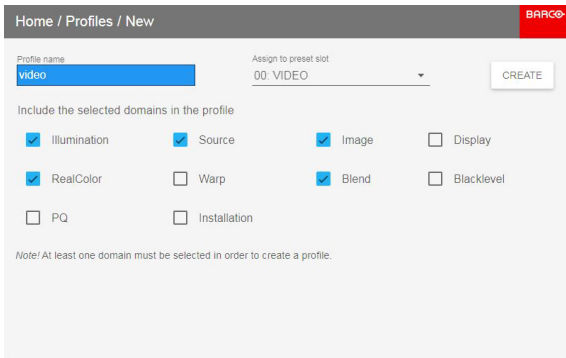 Home / Profiles / New
BARCO
Profile name
Assign to preset slot
video
00: VIDEO
CREATE
Include the selected domains in the profile
Illumination Source Image Display
RealColor Warp Blend Blacklevel
PQ Installation
Note! At least one domain must be selected in order to create a profile.